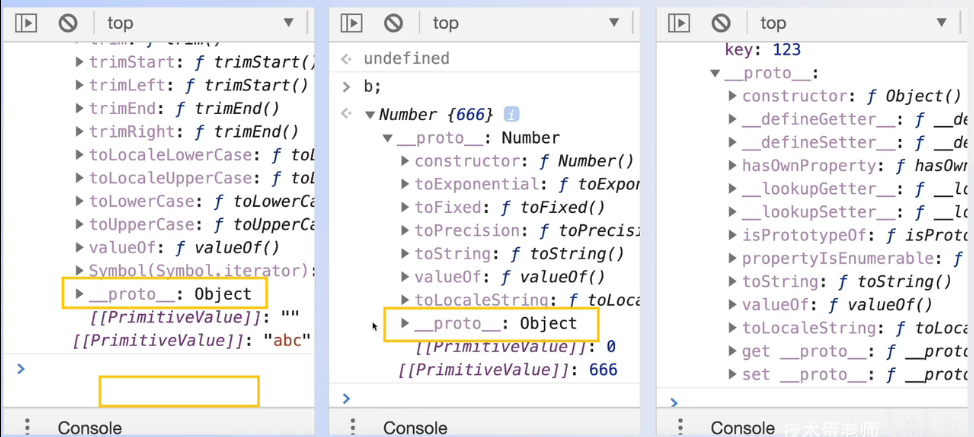 top
trim: ƒ trim()
trimStart: ƒ trimStart()
trimLeft: ƒ trimStart()
trimEnd: ƒ trimEnd()
trimRight: ƒ trimEnd()
toLocaleLowerCase: ƒ toL
toLocaleUpperCase: ƒ toL
toLowerCase: ƒ toLowerCa
toUpperCase: ƒ toUpperCa
valueOf: ƒ valueOf()
Symbol(Symbol.iterator):
__proto__: Object
[[PrimitiveValue]]: ""
[[PrimitiveValue]]: "abc"
Console
top
undefined
b;
Number {666}
__proto__: Number
constructor: ƒ Number()
toExponential: ƒ toExpon
toFixed: ƒ toFixed()
toPrecision: ƒ toPrecisi
toString: ƒ toString()
valueOf: ƒ valueOf()
toLocaleString: ƒ toLoca
__proto__: Object
[[PrimitiveValue]]: 0
[[PrimitiveValue]]: 666
Console
top
key: 123
__proto__:
constructor: ƒ Object()
__defineGetter__: ƒ __de
__defineSetter__: ƒ __de
hasOwnProperty: ƒ hasOwn
__lookupGetter__: ƒ __lo
__lookupSetter__: ƒ __lo
isPrototypeOf: ƒ isProto
propertyIsEnumerable: ƒ
toString: ƒ toString()
valueOf: ƒ valueOf()
toLocaleString: ƒ toLoca
get __proto__: ƒ __proto
set __proto__: ƒ __proto
Console
技术蛋老师